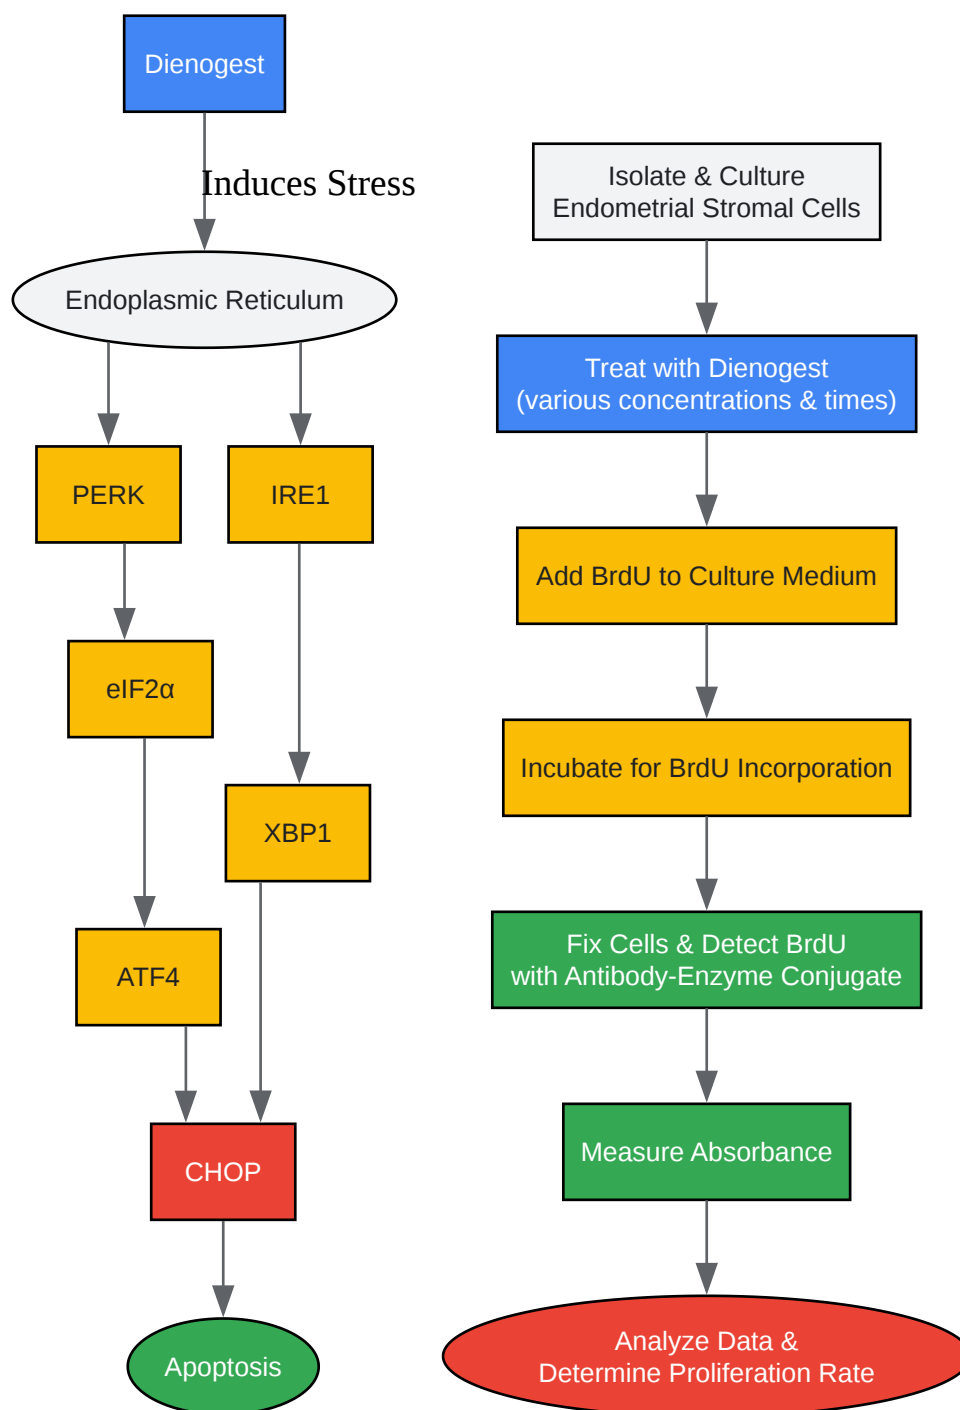 Dienogest
Induces Stress
Endoplasmic Reticulum
PERK
IRE1
eIF2α
XBP1
ATF4
CHOP
Apoptosis
Isolate & Culture
Endometrial Stromal Cells
Treat with Dienogest
(various concentrations & times)
Add BrdU to Culture Medium
Incubate for BrdU Incorporation
Fix Cells & Detect BrdU
with Antibody-Enzyme Conjugate
Measure Absorbance
Analyze Data &
Determine Proliferation Rate